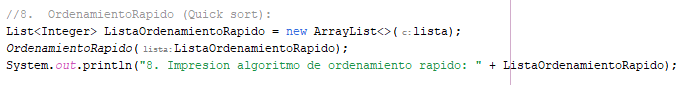 //8.  OrdenamientoRapido (Quick sort):
List<Integer> ListaOrdenamientoRapido = new ArrayList<>( c: lista);
OrdenamientoRapido( lista: ListaOrdenamientoRapido);
System.out.println("8. Impresion algoritmo de ordenamiento rapido: " + ListaOrdenamientoRapido);